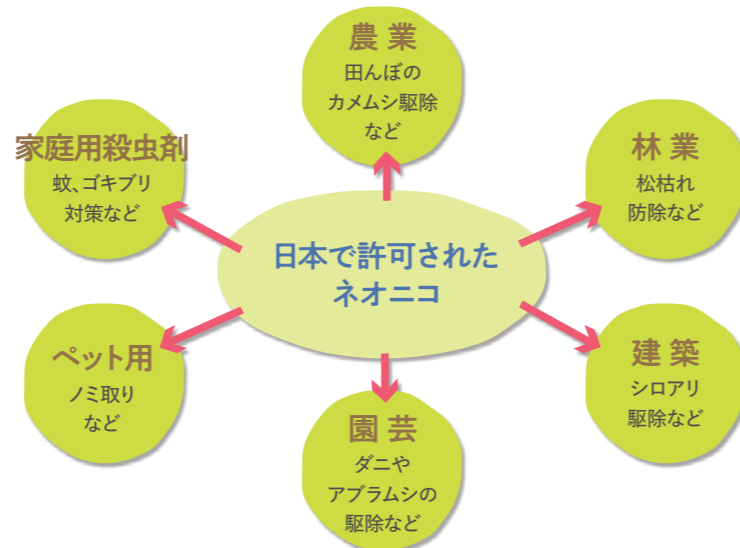 農業
田んぼの
カメムシ駆除
など
家庭用殺虫剤
蚊、ゴキブリ
対策など
林業
松枯れ
防除など
日本で許可された
ネオニコ
ペット用
ノミ取り
など
建築
シロアリ
駆除など
園芸
ダニや
アブラムシの
駆除など